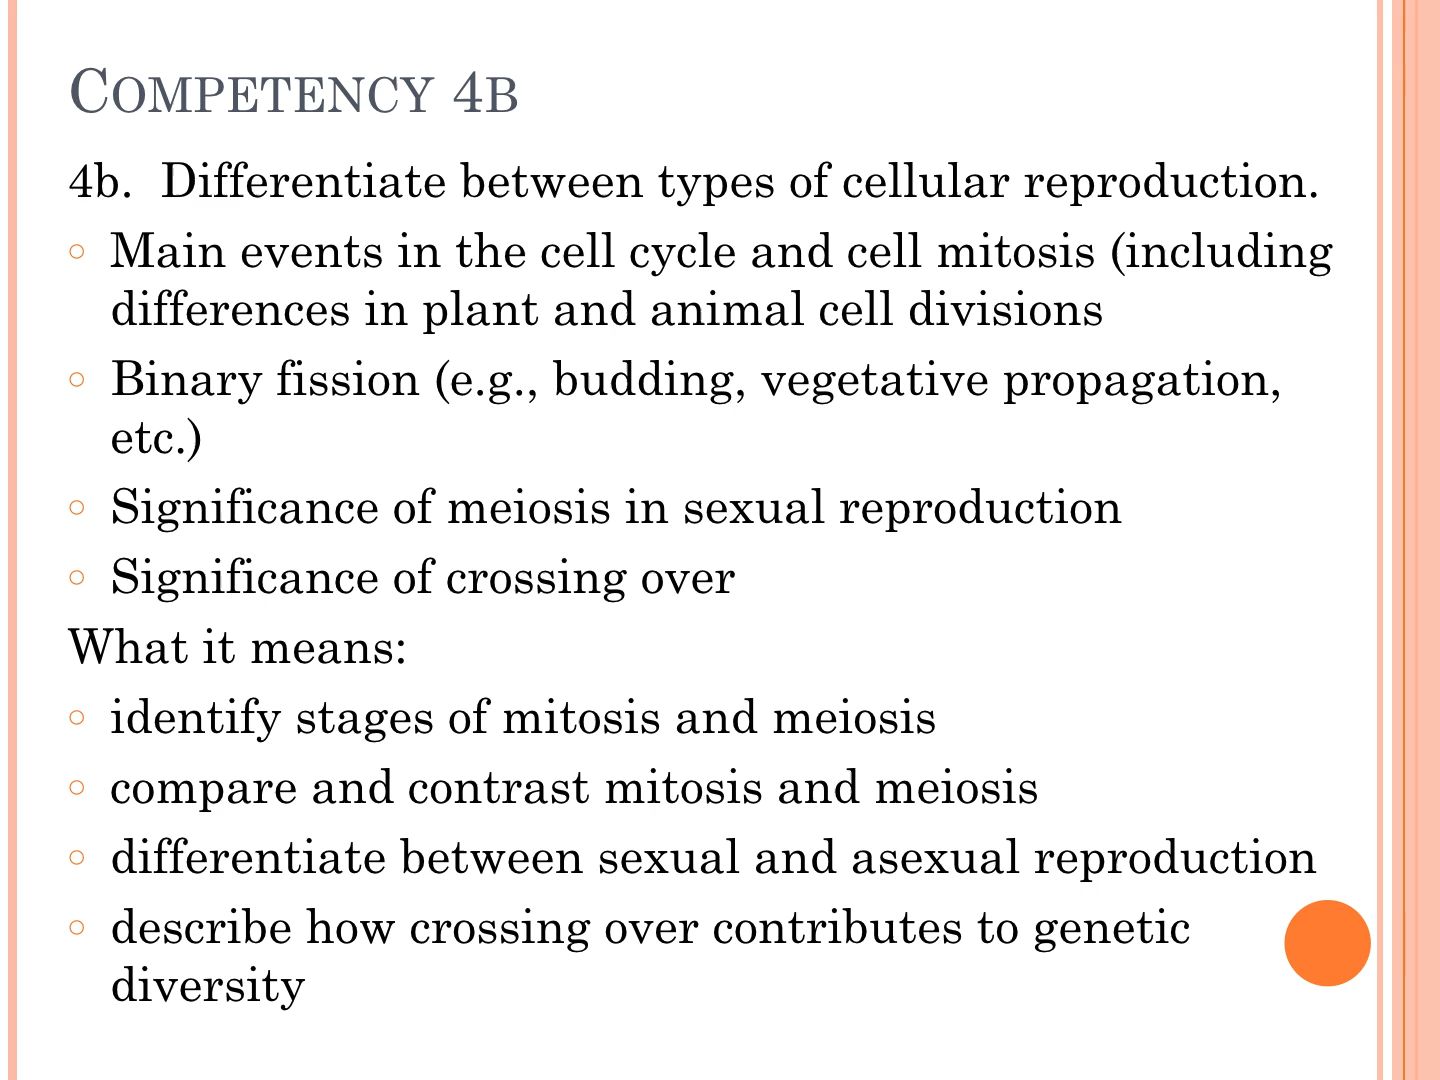 COMPETENCY 4B
4b. Differentiate between types of cellular reproduction.
○ Main events in the cell cycle and cell mitosis (including
differences in plant and animal cell divisions
○ Binary fission (e.g., budding, vegetative propagation,
etc.)
○ Significance of meiosis in sexual reproduction
○ Significance of crossing over
What it means:
○ identify stages of mitosis and meiosis
○ compare and contrast mitosis and meiosis
○ differentiate between sexual and asexual reproduction
○ describe how crossing over contributes to genetic
diversity